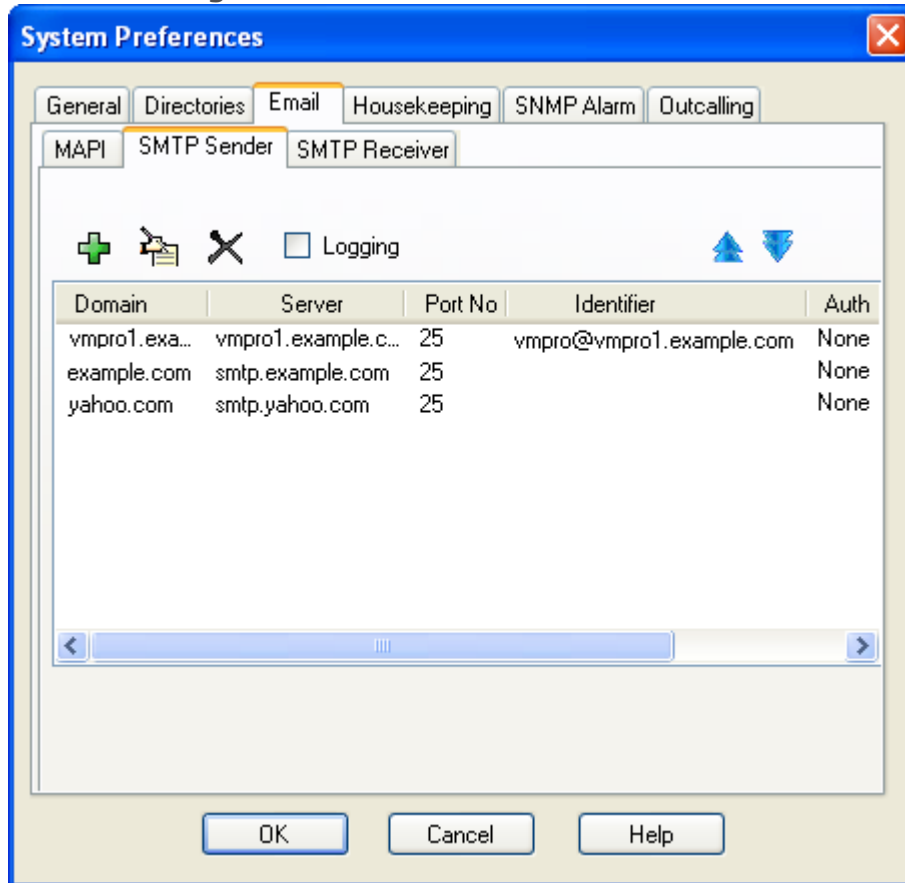 System Preferences
General Directories Email Housekeeping SNMP Alarm Outcalling
MAPI SMTP Sender SMTP Receiver
Logging
Domain Server Port No Identifier Auth
vmpro1.exa... vmpro1.example.c... 25 vmpro@vmpro1.example.com None
example.com smtp.example.com 25 None
yahoo.com smtp.yahoo.com 25 None
OK Cancel Help